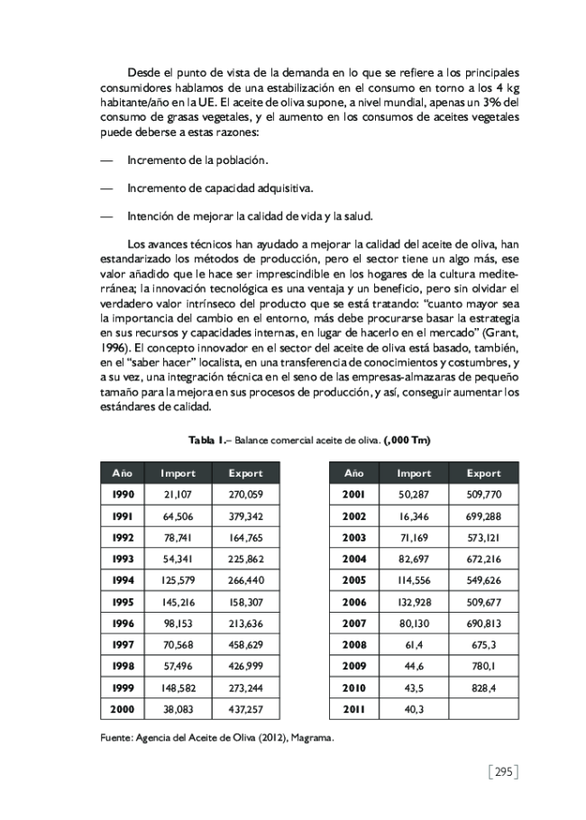 Desde el punto de vista de la demanda en lo que se refiere a los principales
consumidores hablamos de una estabilización en el consumo en torno a los 4 kg
habitante/año en la UE. El aceite de oliva supone, a nivel mundial, apenas un 3% del
consumo de grasas vegetales, y el aumento en los consumos de aceites vegetales
puede deberse a estas razones:
— Incremento de la población.
— Incremento de capacidad adquisitiva.
— Intención de mejorar la calidad de vida y la salud.
Los avances técnicos han ayudado a mejorar la calidad del aceite de oliva, han
estandarizado los métodos de producción, pero el sector tiene un algo más, ese
valor añadido que le hace ser imprescindible en los hogares de la cultura medite-
rránea; la innovación tecnológica es una ventaja y un beneficio, pero sin olvidar el
verdadero valor intrínseco del producto que se está tratando: “cuanto mayor sea
la importancia del cambio en el entorno, más debe procurarse basar la estrategia
en sus recursos y capacidades internas, en lugar de hacerlo en el mercado” (Grant,
1996). El concepto innovador en el sector del aceite de oliva está basado, también,
en el “saber hacer” localista, en una transferencia de conocimientos y costumbres, y
a su vez, una integración técnica en el seno de las empresas-almazaras de pequeño
tamaño para la mejora en sus procesos de producción, y así, conseguir aumentar los
estándares de calidad.
Tabla 1.– Balance comercial aceite de oliva. (,000 Tm)
Año Import Export
1990 21,107 270,059
1991 64,506 379,342
1992 78,741 164,765
1993 54,341 225,862
1994 125,579 266,440
1995 145,216 158,307
1996 98,153 213,636
1997 70,568 458,629
1998 57,496 426,999
1999 148,582 273,244
2000 38,083 437,257
Año Import Export
2001 50,287 509,770
2002 16,346 699,288
2003 71,169 573,121
2004 82,697 672,216
2005 114,556 549,626
2006 132,928 509,677
2007 80,130 690,813
2008 61,4 675,3
2009 44,6 780,1
2010 43,5 828,4
2011 40,3
Fuente: Agencia del Aceite de Oliva (2012), Magrama.
[295]